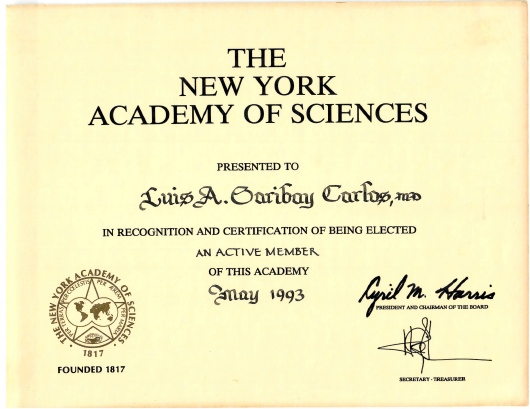 THE
NEW YORK
ACADEMY OF SCIENCES
PRESENTED TO
Luis A. Garibay Carlos, MD
IN RECOGNITION AND CERTIFICATION OF BEING ELECTED
AN ACTIVE MEMBER
OF THIS ACADEMY
May 1993
Cyril M. Harris
PRESIDENT AND CHAIRMAN OF THE BOARD
SECRETARY - TREASURER
THE NEW YORK ACADEMY OF SCIENCES
1817
FOUNDED 1817